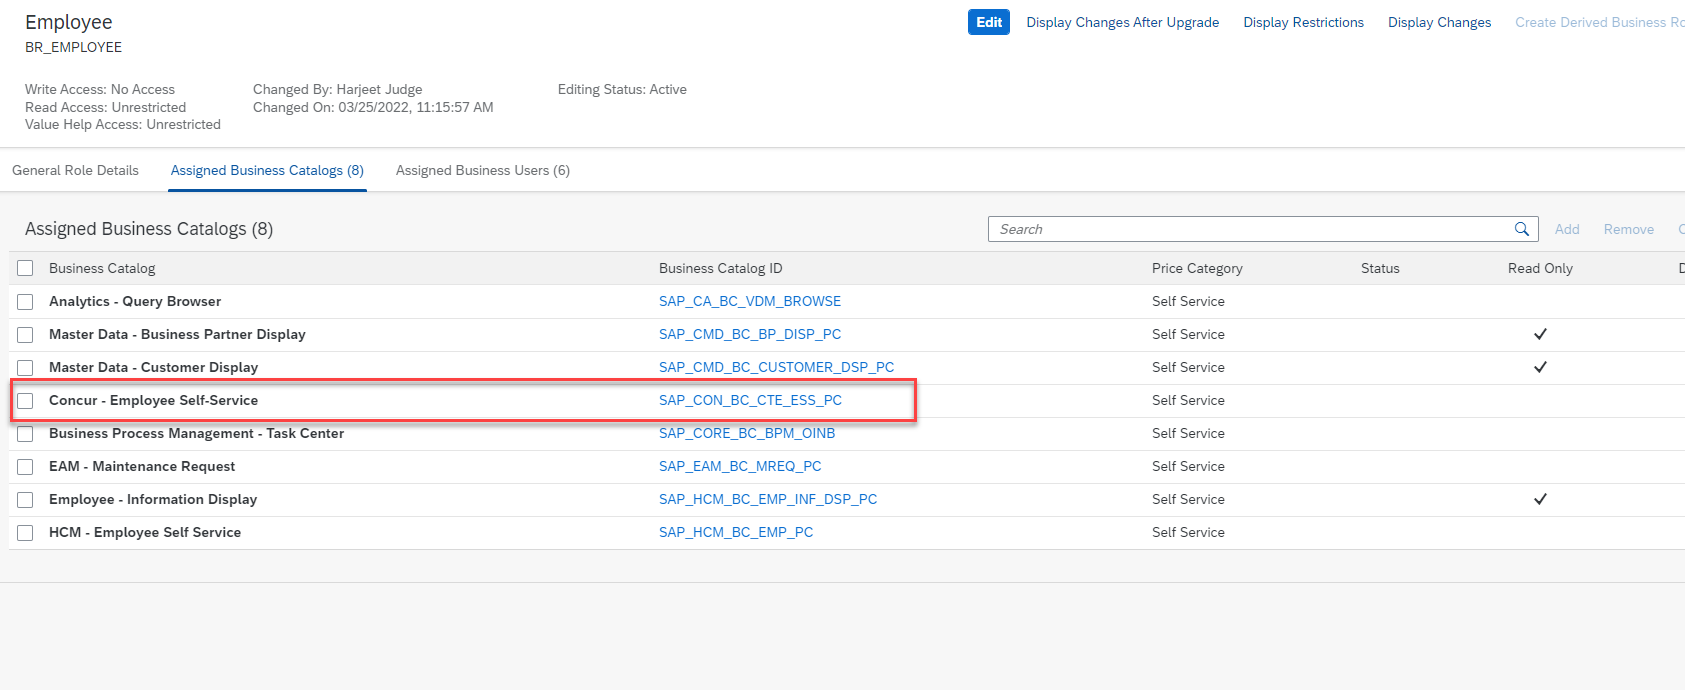 Employee
BR_EMPLOYEE
Edit Display Changes After Upgrade Display Restrictions Display Changes Create Derived Business Ro
Write Access: No Access Changed By: Harjeet Judge Editing Status: Active
Read Access: Unrestricted Changed On: 03/25/2022, 11:15:57 AM
Value Help Access: Unrestricted
General Role Details Assigned Business Catalogs (8) Assigned Business Users (6)
Assigned Business Catalogs (8) Search Add Remove
Business Catalog Business Catalog ID Price Category Status Read Only
Analytics - Query Browser SAP_CA_BC_VDM_BROWSE Self Service
Master Data - Business Partner Display SAP_CMD_BC_BP_DISP_PC Self Service
Master Data - Customer Display SAP_CMD_BC_CUSTOMER_DSP_PC Self Service
Concur - Employee Self-Service SAP_CON_BC_CTE_ESS_PC Self Service
Business Process Management - Task Center SAP_CORE_BC_BPM_OINB Self Service
EAM - Maintenance Request SAP_EAM_BC_MREQ_PC Self Service
Employee - Information Display SAP_HCM_BC_EMP_INF_DSP_PC Self Service
HCM - Employee Self Service SAP_HCM_BC_EMP_PC Self Service